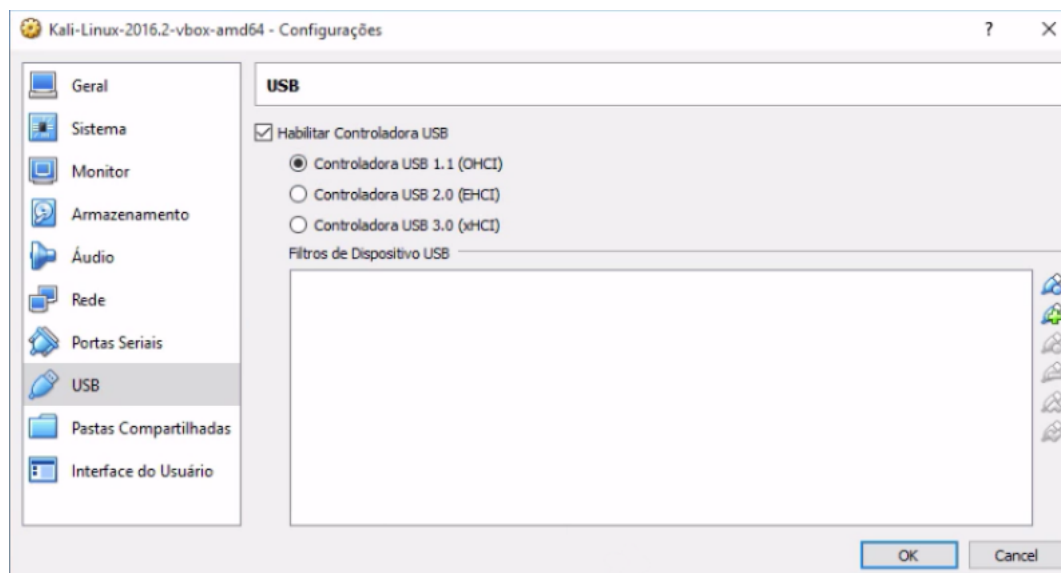 Kali-Linux-2016.2-vbox-amd64 - Configurações
?
Geral
Sistema
Monitor
Armazenamento
Áudio
Rede
Portas Seriais
USB
Pastas Compartilhadas
Interface do Usuário
USB
Habilitar Controladora USB
Controladora USB 1.1 (OHCI)
Controladora USB 2.0 (EHCI)
Controladora USB 3.0 (xHCI)
Filtros de Dispositivo USB
OK
Cancel